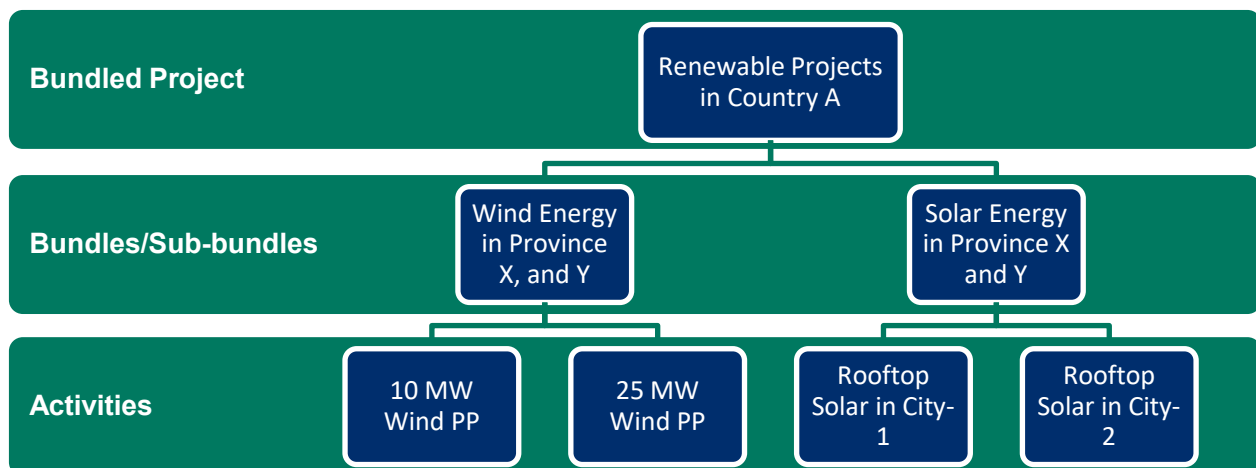 Bundled Project
Renewable Projects
in Country A
Bundles/Sub-bundles
Wind Energy
in Province
X, and Y
Solar Energy
in Province X
and Y
Activities
10 MW
Wind PP
25 MW
Wind PP
Rooftop
Solar in City-
1
Rooftop
Solar in City-
2